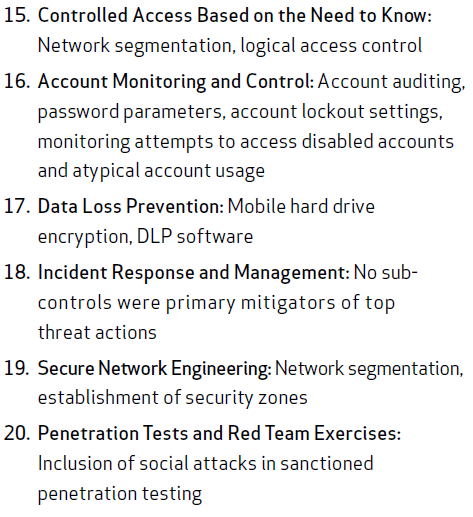 15. Controlled Access Based on the Need to Know:
Network segmentation, logical access control
16. Account Monitoring and Control: Account auditing,
password parameters, account lockout settings,
monitoring attempts to access disabled accounts
and atypical account usage
17. Data Loss Prevention: Mobile hard drive
encryption, DLP software
18. Incident Response and Management: No sub-
controls were primary mitigators of top
threat actions
19. Secure Network Engineering: Network segmentation,
establishment of security zones
20. Penetration Tests and Red Team Exercises:
Inclusion of social attacks in sanctioned
penetration testing